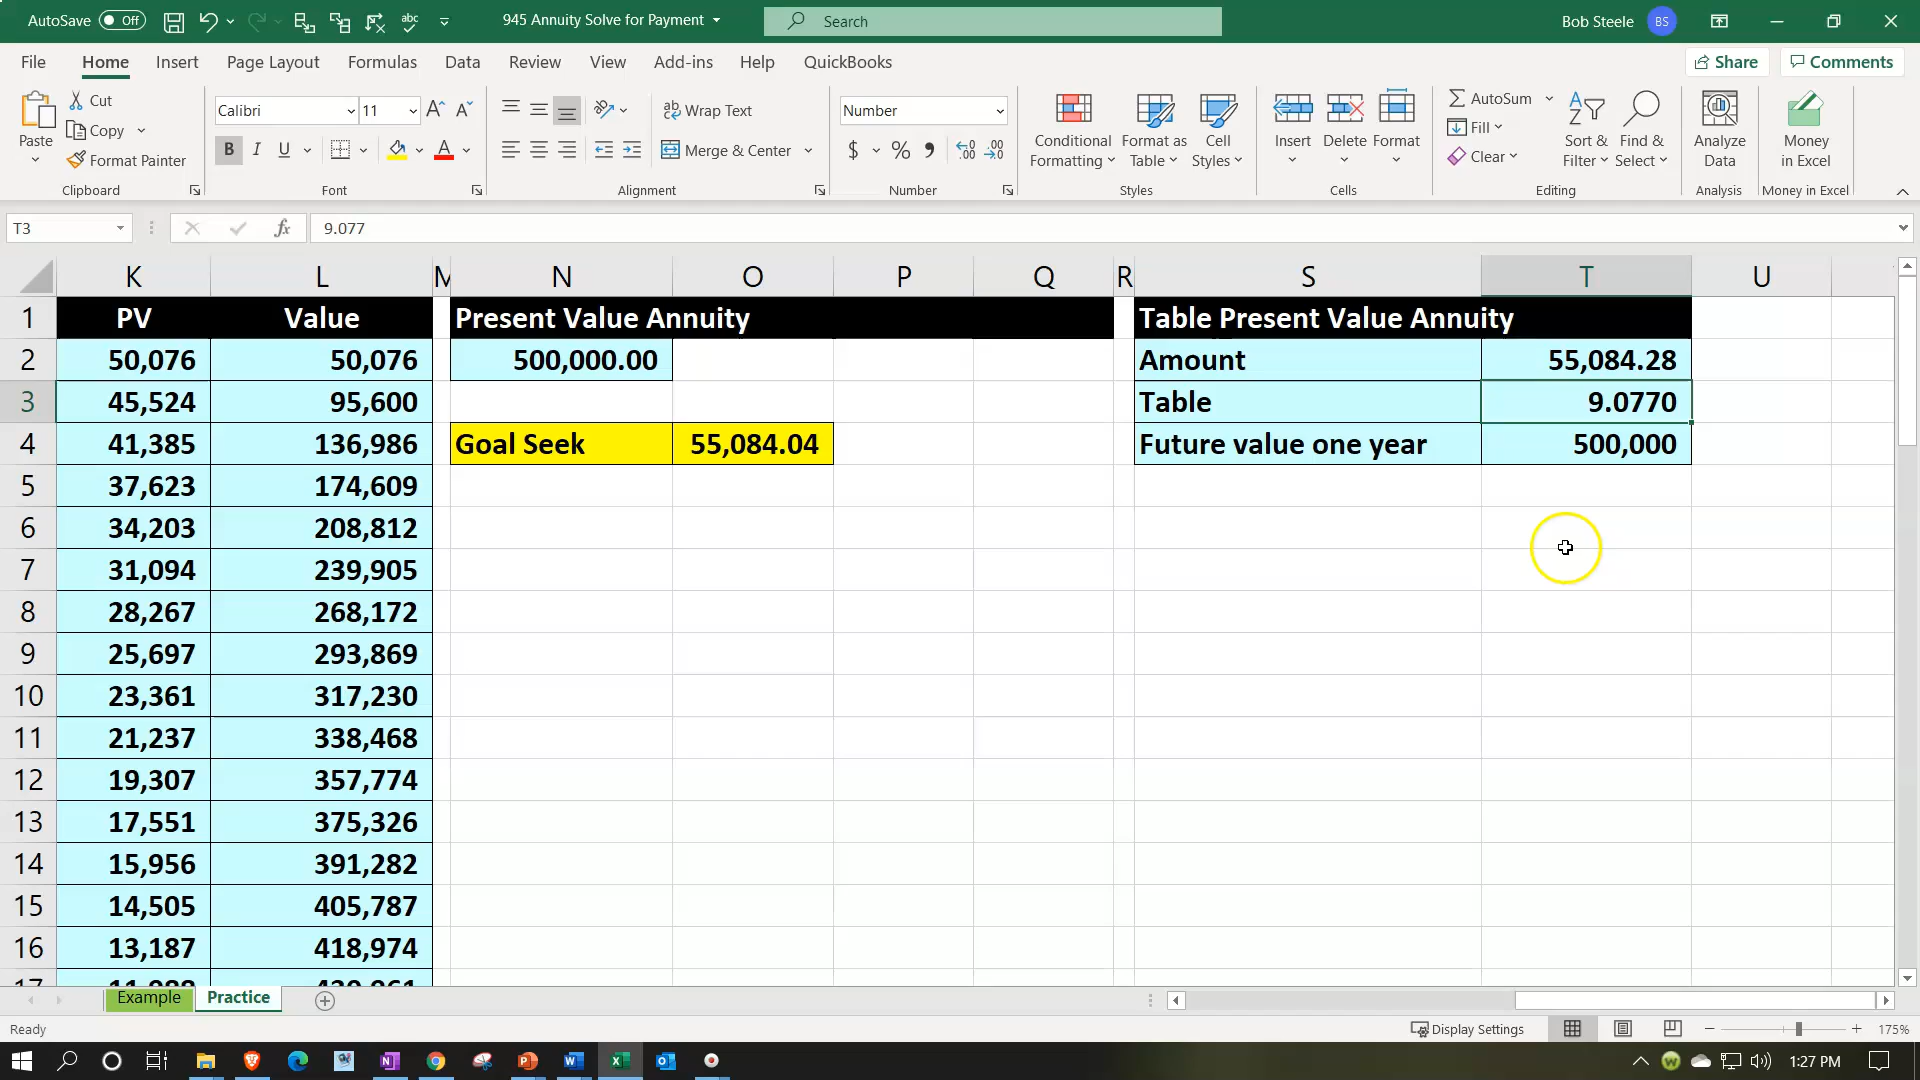 AutoSave Off
945 Annuity Solve for Payment
Search
Bob Steele BS
File Home Insert Page Layout Formulas Data Review View Add-ins Help QuickBooks
Share Comments
Paste
Cut
Copy
Format Painter
Clipboard
Calibri 11
B I U A
Font
ab Wrap Text
Merge & Center
Alignment
Number
$ % 9 .00 .00
Number
Conditional Formatting
Format as Table
Cell Styles
Styles
Insert Delete Format
Cells
AutoSum
Fill
Clear
Sort & Filter
Find & Select
Editing
Analyze Data
Analysis
Money in Excel
Money in Excel
T3 fx 9.077
K L M N O P Q R S T U
1 PV Value Present Value Annuity Table Present Value Annuity
2 50,076 50,076 500,000.00 Amount 55,084.28
3 45,524 95,600 Table 9.0770
4 41,385 136,986 Goal Seek 55,084.04 Future value one year 500,000
5 37,623 174,609
6 34,203 208,812
7 31,094 239,905
8 28,267 268,172
9 25,697 293,869
10 23,361 317,230
11 21,237 338,468
12 19,307 357,774
13 17,551 375,326
14 15,956 391,282
15 14,505 405,787
16 13,187 418,974
Example Practice
Ready
Display Settings
175%
1:27 PM